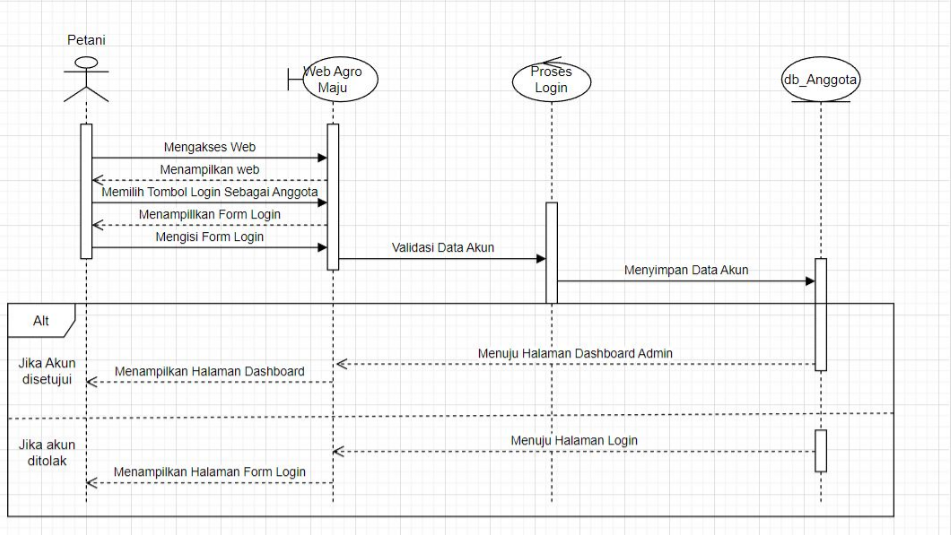 Petani
Web Agro
Maju
Proses
Login
db_Anggota
Mengakses Web
Menampilkan web
Memilih Tombol Login Sebagai Anggota
Menampillkan Form Login
Mengisi Form Login
Validasi Data Akun
Menyimpan Data Akun
Alt
Jika Akun
disetujui
Menuju Halaman Dashboard Admin
Menampilkan Halaman Dashboard
Jika akun
ditolak
Menuju Halaman Login
Menampilkan Halaman Form Login